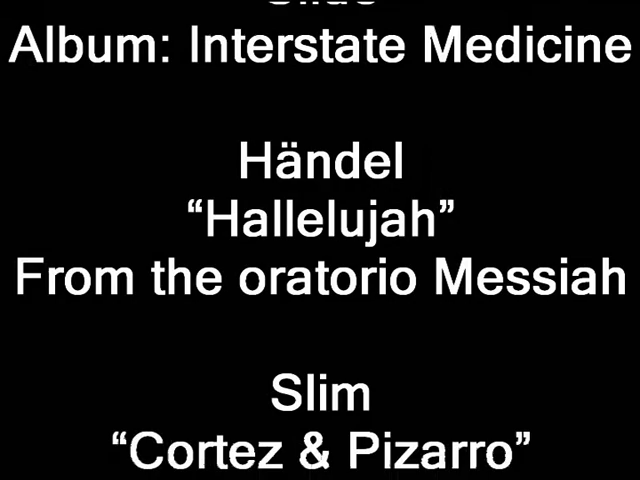 Album: Interstate Medicine
Händel
“Hallelujah”
From the oratorio Messiah
Slim
“Cortez & Pizarro”